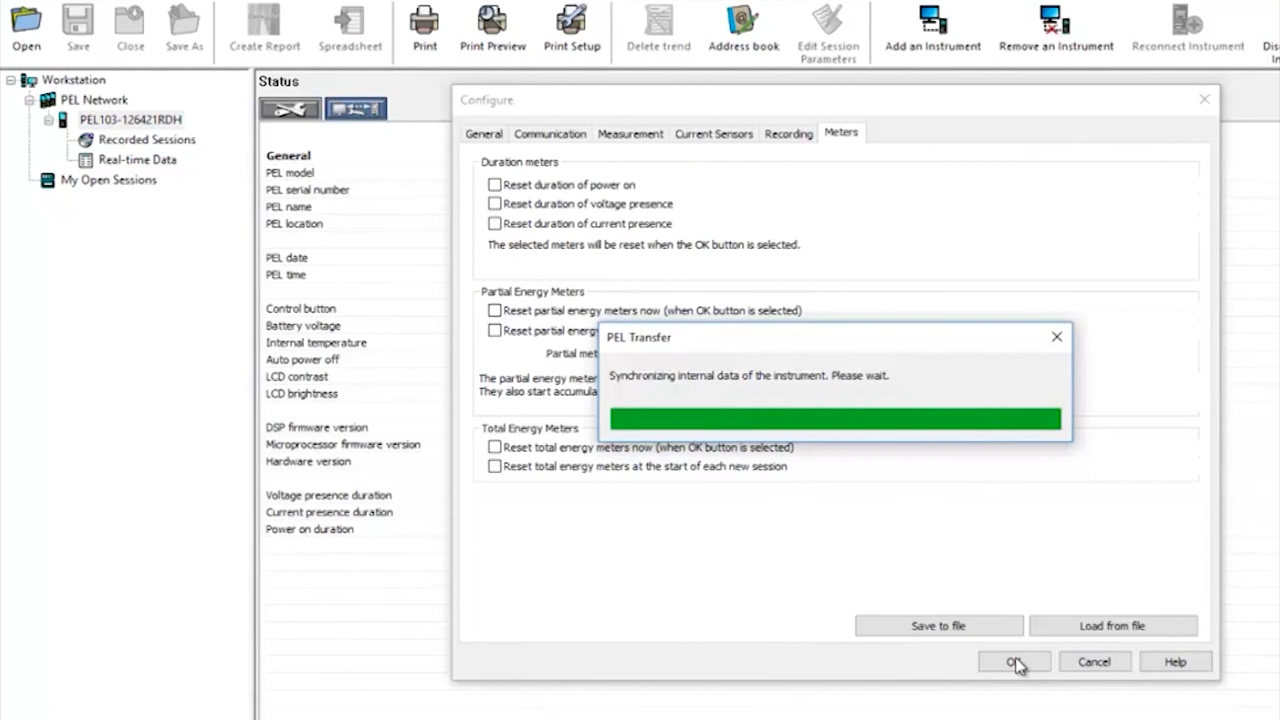 Open
Save
Close
Save As
Create Report
Spreadsheet
Print
Print Preview
Print Setup
Delete trend
Address book
Edit Session
Parameters
Add an Instrument
Remove an Instrument
Reconnect Instrument
Workstation
PEL Network
PEL103-126421RDH
Recorded Sessions
Real-time Data
My Open Sessions
Status
General
PEL model
PEL serial number
PEL name
PEL location
PEL date
PEL time
Control button
Battery voltage
Internal temperature
Auto power off
LCD contrast
LCD brightness
DSP firmware version
Microprocessor firmware version
Hardware version
Voltage presence duration
Current presence duration
Power on duration
Configure
General Communication Measurement Current Sensors Recording Meters
Duration meters
Reset duration of power on
Reset duration of voltage presence
Reset duration of current presence
The selected meters will be reset when the OK button is selected.
Partial Energy Meters
Reset partial energy meters now (when OK button is selected)
Reset partial energy
Partial
The partial energy
They also start
PEL Transfer
Synchronizing internal data of the instrument. Please wait.
Total Energy Meters
Reset total energy meters now (when OK button is selected)
Reset total energy meters at the start of each new session
Save to file
Load from file
OK
Cancel
Help